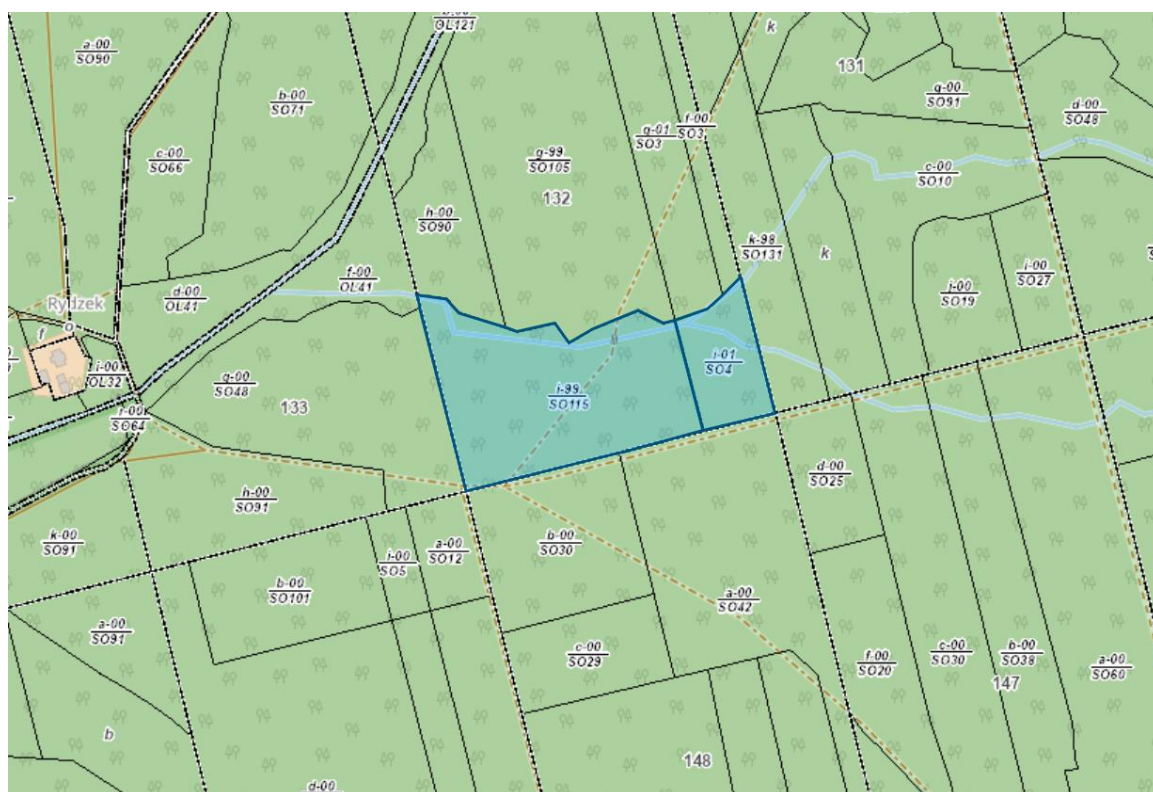 OL121
k
a-00
SO90
131
b-00
SO71
g-00
SO91
d-00
SO48
g-01
SO3
f-00
SO3
c-00
SO66
g-99
SO105
c-00
SO10
132
h-00
SO90
k-98
SO131
k
f-00
OL41
i-00
SO27
d-00
OL41
j-00
SO19
Rydzek
f
i-00
OL32
i-01
SO4
i-99
SO115
g-00
SO48
133
j-00
SO64
d-00
SO25
h-00
SO91
k-00
SO91
a-00
SO12
b-00
SO30
i-00
SO5
b-00
SO101
a-00
SO42
a-00
SO91
c-00
SO29
f-00
SO20
c-00
SO30
b-00
SO38
a-00
SO60
147
b
148
d-00